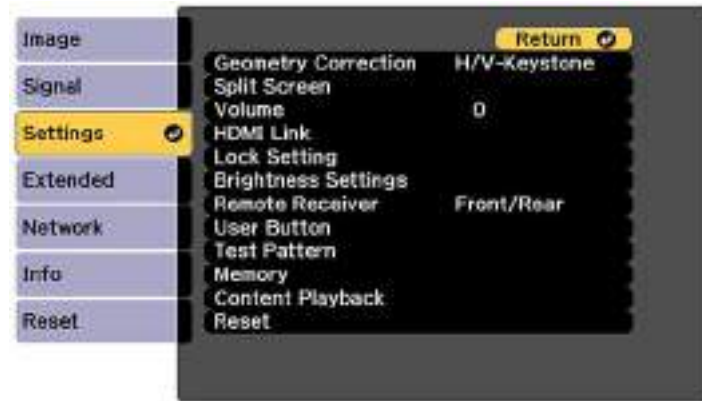 Image
Signal
Settings
Extended
Network
Info
Reset
Return
Geometry Correction H/V-Keystone
Split Screen
Volume 0
HDMI Link
Lock Setting
Brightness Settings
Remote Receiver Front/Rear
User Button
Test Pattern
Memory
Content Playback
Reset